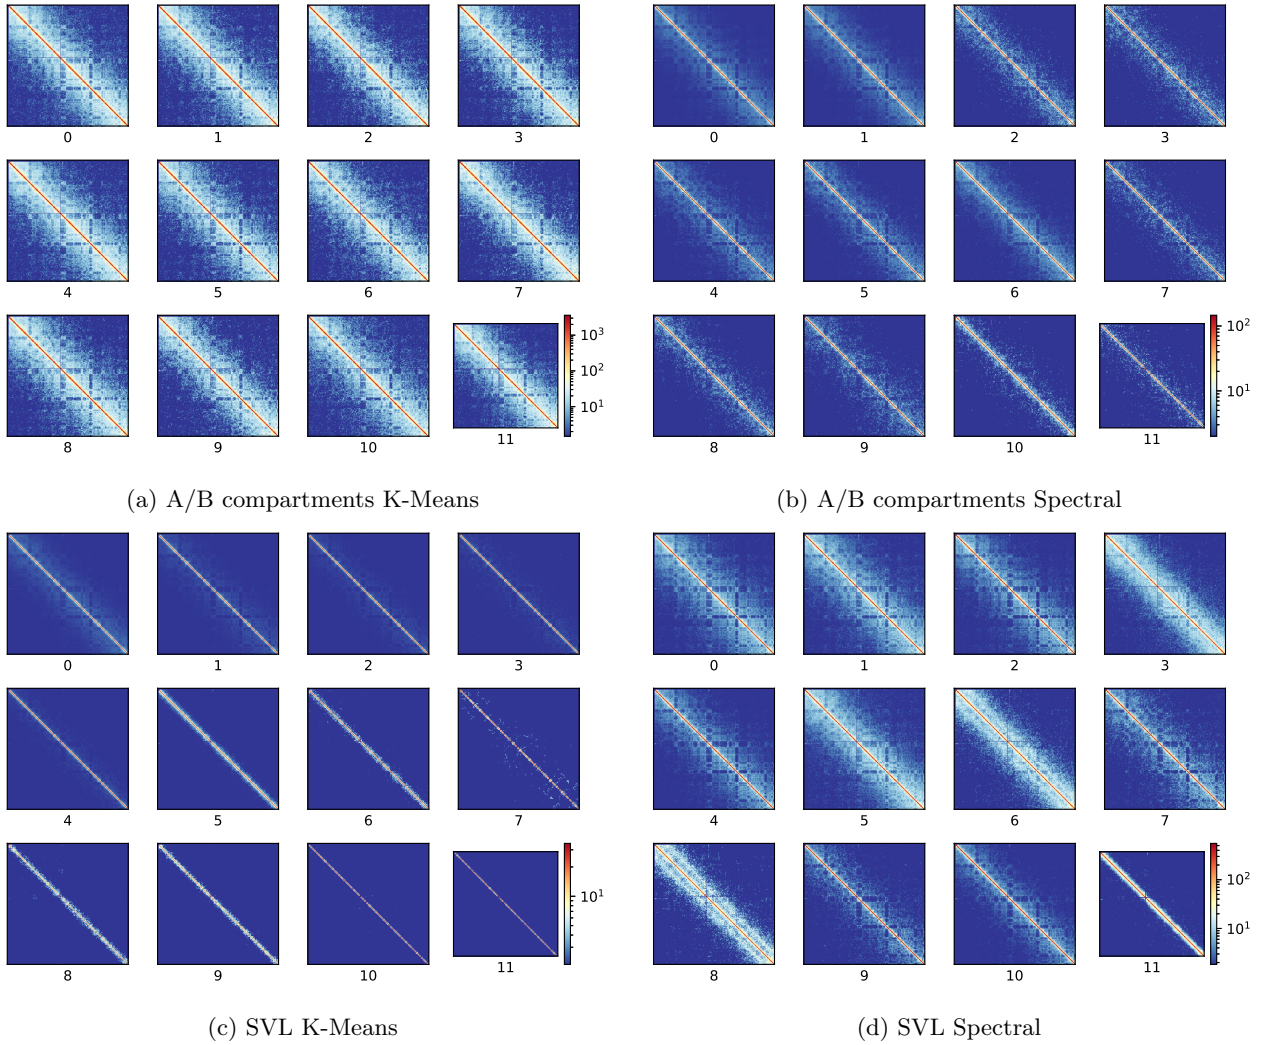 0 1 2 3
4 5 6 7
8 9 10 11
10³
10²
10¹
(a) A/B compartments K-Means
0 1 2 3
4 5 6 7
8 9 10 11
10²
10¹
(b) A/B compartments Spectral
0 1 2 3
4 5 6 7
8 9 10 11
10¹
(c) SVL K-Means
0 1 2 3
4 5 6 7
8 9 10 11
10²
10¹
(d) SVL Spectral